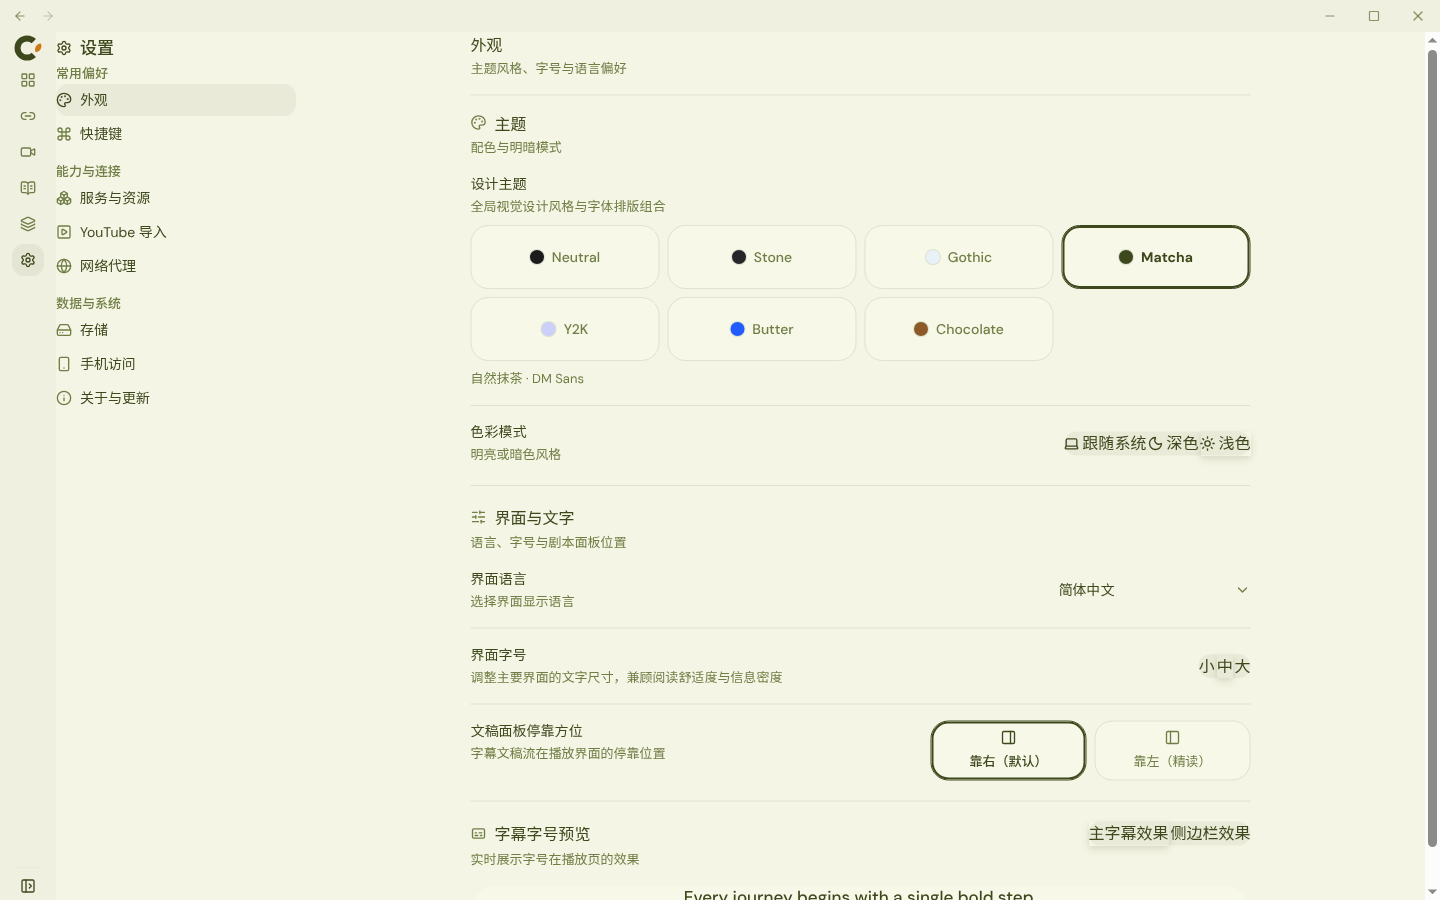 设置
常用偏好
外观
快捷键
能力与连接
服务与资源
YouTube 导入
网络代理
数据与系统
存储
手机访问
关于与更新
外观
主题风格、字号与语言偏好
主题
配色与明暗模式
设计主题
全局视觉设计风格与字体排版组合
Neutral
Stone
Gothic
Matcha
Y2K
Butter
Chocolate
自然抹茶 · DM Sans
色彩模式
明亮或暗色风格
跟随系统 深色 浅色
界面与文字
语言、字号与剧本面板位置
界面语言
选择界面显示语言
简体中文
界面字号
调整主要界面的文字尺寸，兼顾阅读舒适度与信息密度
小 中 大
文稿面板停靠方位
字幕文稿流在播放界面的停靠位置
靠右（默认）
靠左（精读）
字幕字号预览
实时展示字号在播放页的效果
主字幕效果 侧边栏效果
Every journey begins with a single bold step